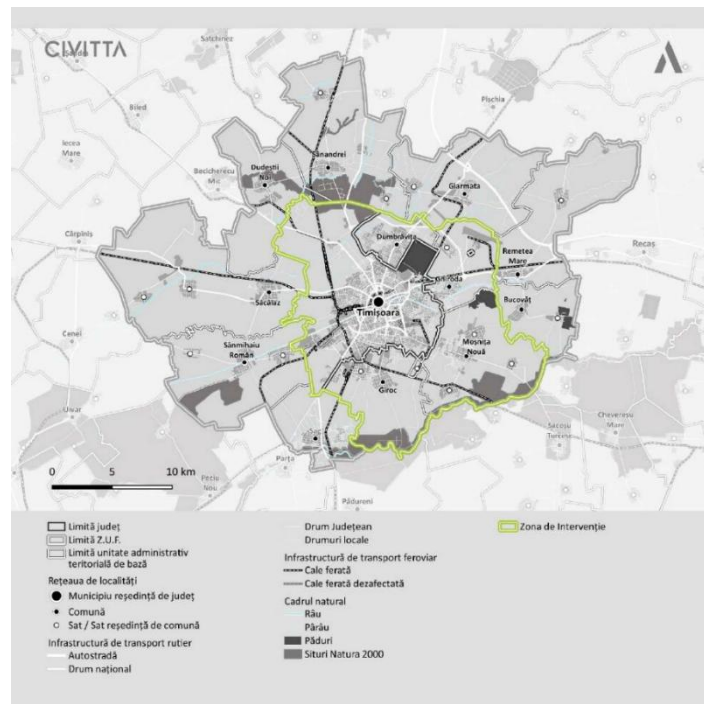 CIVITTA
Satchinez
Șandra
Biled
Pișchia
Iecea
Mare
Sânandrei
Dudeștii
Noi
Becicherecu
Mic
Giarmata
Cărpiniș
Dumbrăvița
Recaș
Remetea
Mare
Ghiroda
Bucovăț
Săcălaz
Timișoara
Cenei
Sânmihaiu
Român
Moșnița
Nouă
Giroc
Uivar
Cheveresu
Mare
Sacoșu
Turcesc
Parța
Peciu
Nou
Pădureni
0 5 10 km
Limită județ
Limită Z.U.F.
Limită unitate administrativ
teritorială de bază
Rețeaua de localități
Municipiu reședință de județ
Comună
Sat / Sat reședință de comună
Infrastructură de transport rutier
Autostradă
Drum național
Drum Județean
Drumuri locale
Infrastructură de transport feroviar
Cale ferată
Cale ferată dezafectată
Cadrul natural
Râu
Pârâu
Păduri
Situri Natura 2000
Zona de Intervenție